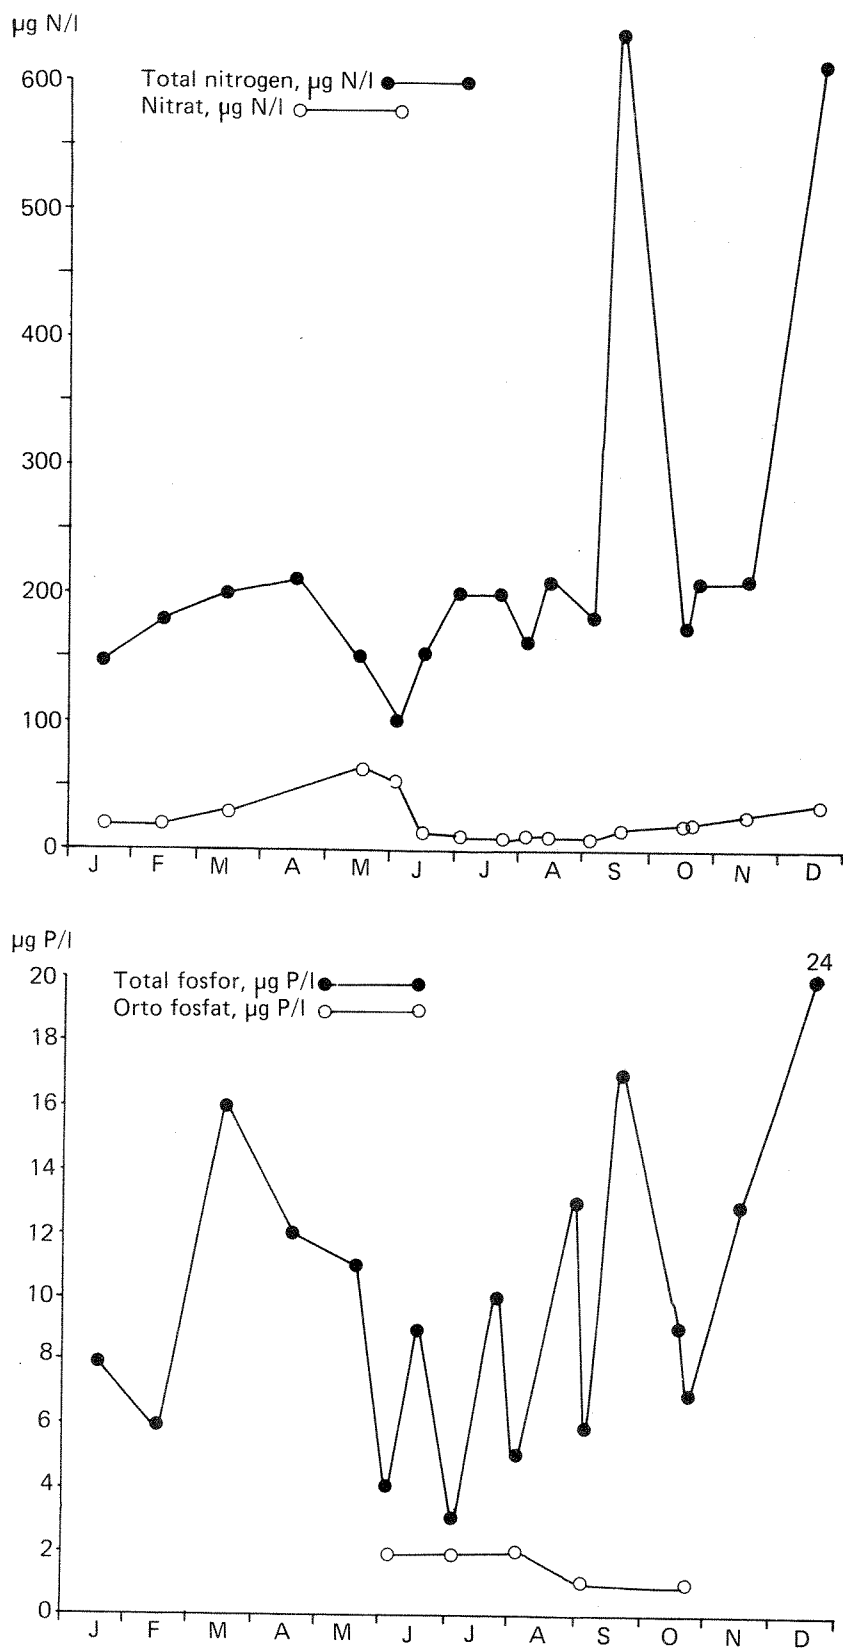 µg N/l
Total nitrogen, µg N/l
Nitrat, µg N/l
600
500
400
300
200
100
0
J F M A M J J A S O N D
µg P/l
24
Total fosfor, µg P/l
Orto fosfat, µg P/l
20
18
16
14
12
10
8
6
4
2
0
J F M A M J J A S O N D